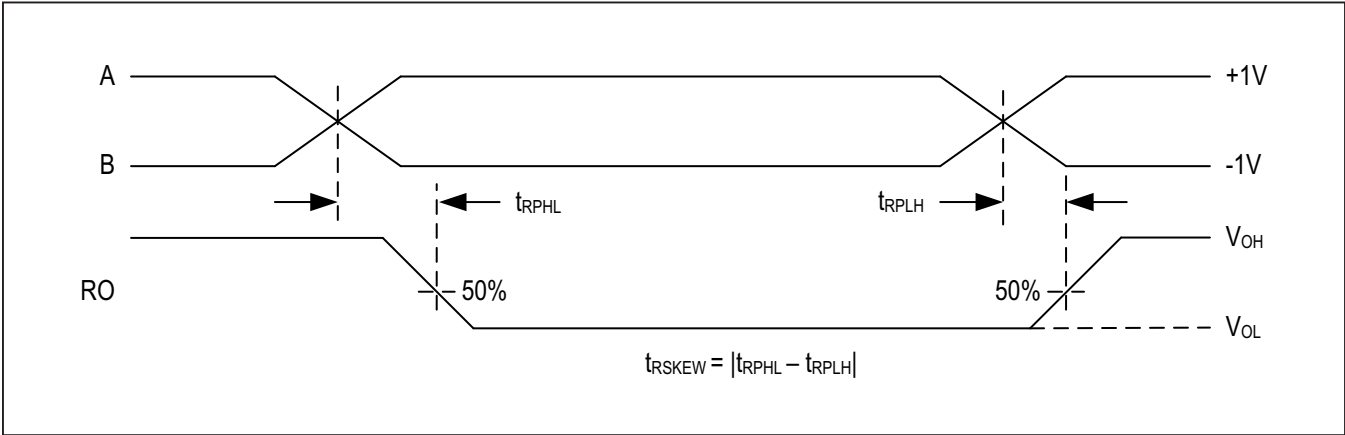 A
+1V
B
-1V
tRPHL
tRPLH
VOH
RO
50%
50%
VOL
tRSKEW = |tRPHL – tRPLH|